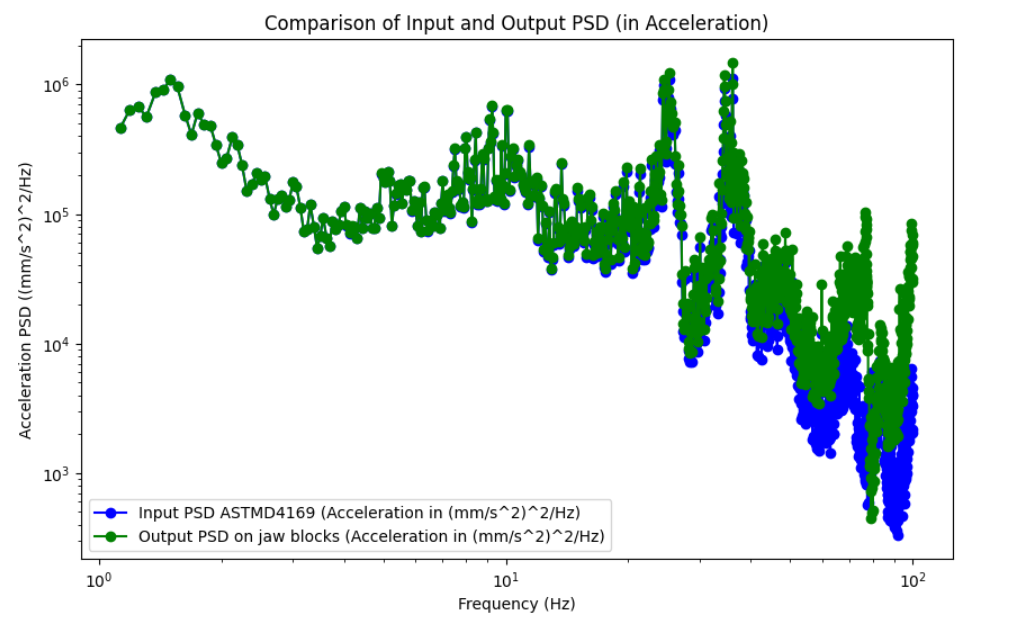 Comparison of Input and Output PSD (in Acceleration)
Acceleration PSD ((mm/s^2)^2/Hz)
10^6
10^5
10^4
10^3
Input PSD ASTMD4169 (Acceleration in (mm/s^2)^2/Hz)
Output PSD on jaw blocks (Acceleration in (mm/s^2)^2/Hz)
10^0
10^1
10^2
Frequency (Hz)